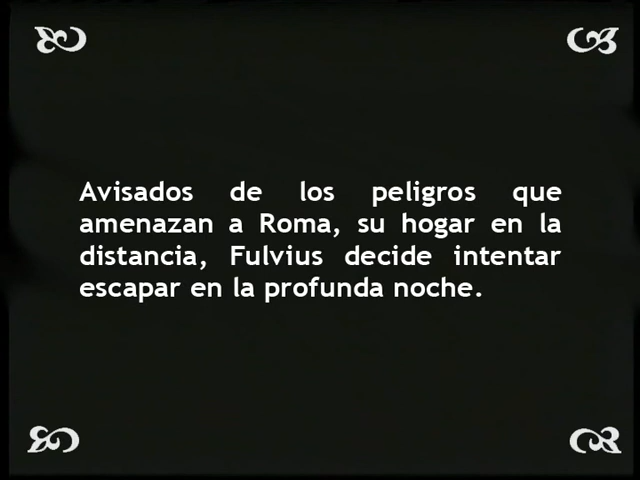 Avisados de los peligros que
amenazan a Roma, su hogar en la
distancia, Fulvius decide intentar
escapar en la profunda noche.